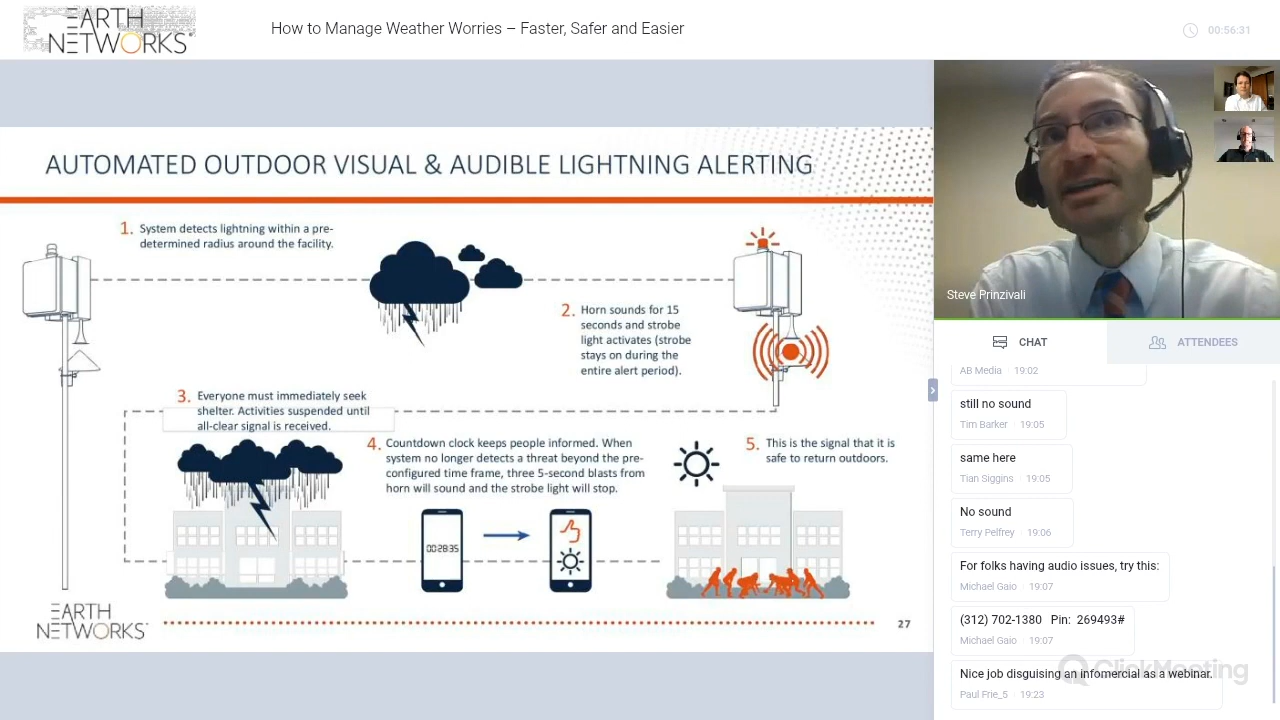 EARTH
NETWORKS
How to Manage Weather Worries – Faster, Safer and Easier
00:56:31
AUTOMATED OUTDOOR VISUAL & AUDIBLE LIGHTNING ALERTING
1. System detects lightning within a pre-
determined radius around the facility.
2. Horn sounds for 15
seconds and strobe
light activates (strobe
stays on during the
entire alert period).
3. Everyone must immediately seek
shelter. Activities suspended until
all-clear signal is received.
4. Countdown clock keeps people informed. When
system no longer detects a threat beyond the pre-
configured time frame, three 5-second blasts from
horn will sound and the strobe light will stop.
5. This is the signal that it is
safe to return outdoors.
00:28:35
EARTH
NETWORKS
27
Steve Prinzivali
CHAT
ATTENDEES
AB Media 19:02
still no sound
Tim Barker 19:05
same here
Tian Siggins 19:05
No sound
Terry Pelfrey 19:06
For folks having audio issues, try this:
Michael Gaio 19:07
(312) 702-1380 Pin: 269493#
Michael Gaio 19:07
Nice job disguising an infomercial as a webinar.
Paul Frie_5 19:23
ClickMeeting